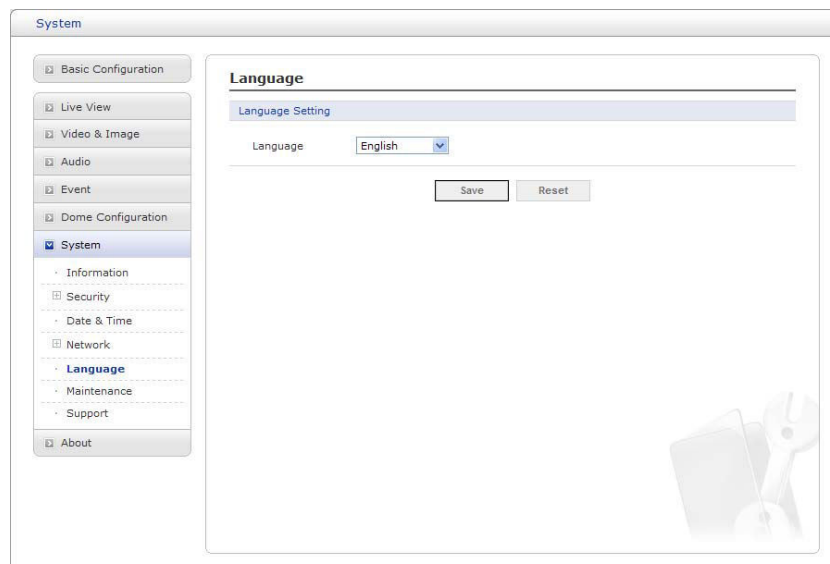 System
Basic Configuration
Live View
Video & Image
Audio
Event
Dome Configuration
System
Information
Security
Date & Time
Network
Language
Maintenance
Support
About
Language
Language Setting
Language English
Save Reset